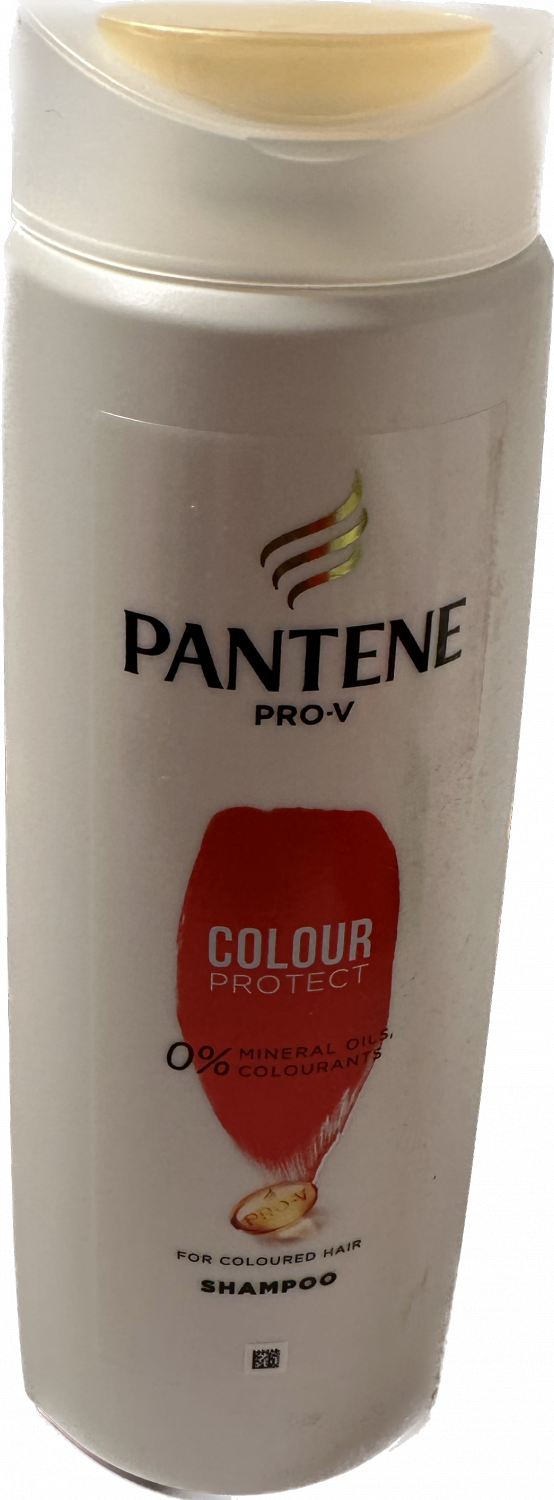 PANTENE
PRO-V
COLOUR
PROTECT
0% MINERAL OILS,
COLOURANTS
PRO-V
FOR COLOURED HAIR
SHAMPOO